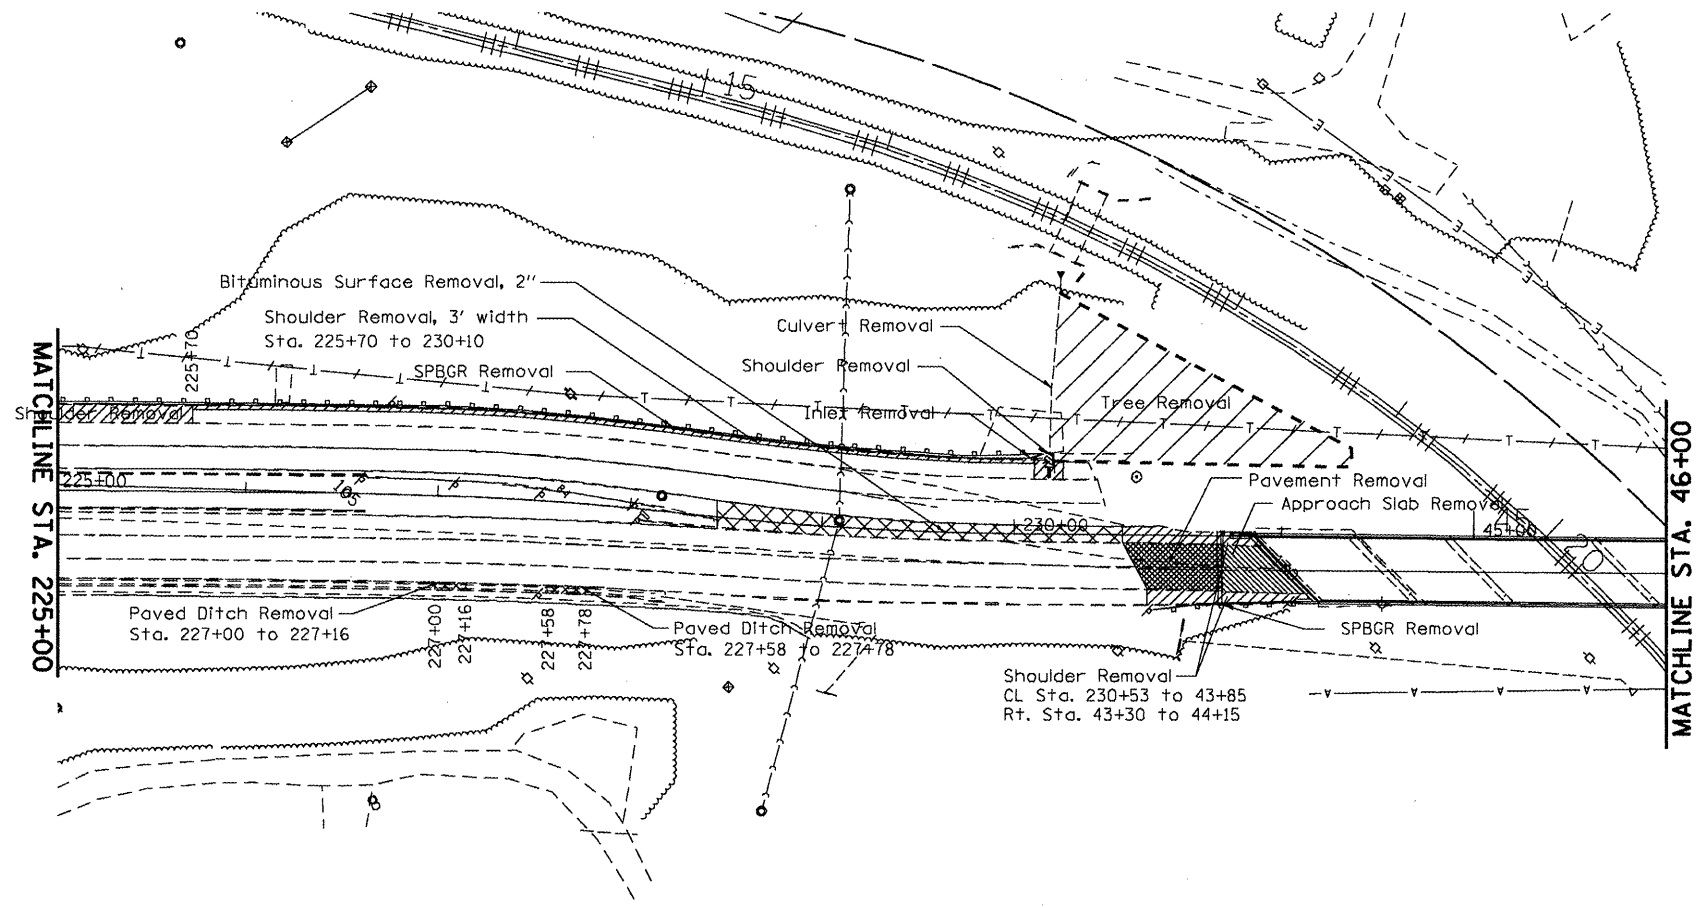 15
Bituminous Surface Removal, 2"
Shoulder Removal, 3' width
Sta. 225+70 to 230+10
SPBGR Removal
225+70
Culvert Removal
Shoulder Removal
Inlet Removal
Tree Removal
Shoulder Removal
MATCHLINE STA. 225+00
MATCHLINE STA. 46+00
225+00
105
Pavement Removal
Approach Slab Removal
230+00
45+00
20
Paved Ditch Removal
Sta. 227+00 to 227+16
227+00
227+16
227+58
227+78
Paved Ditch Removal
Sta. 227+58 to 227+78
SPBGR Removal
Shoulder Removal
CL Sta. 230+53 to 43+85
Rt. Sta. 43+30 to 44+15